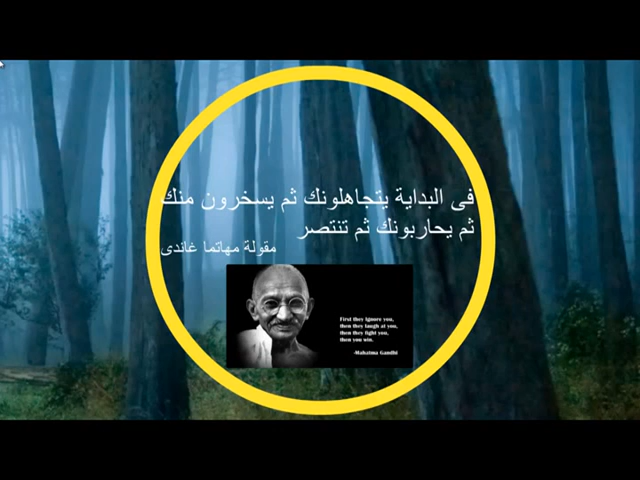 فى البداية يتجاهلونك ثم يسخرون منك
ثم يحاربونك ثم تنتصر
مقولة مهاتما غاندى
First they ignore you,
then they laugh at you,
then they fight you,
then you win.
-Mahatma Gandhi